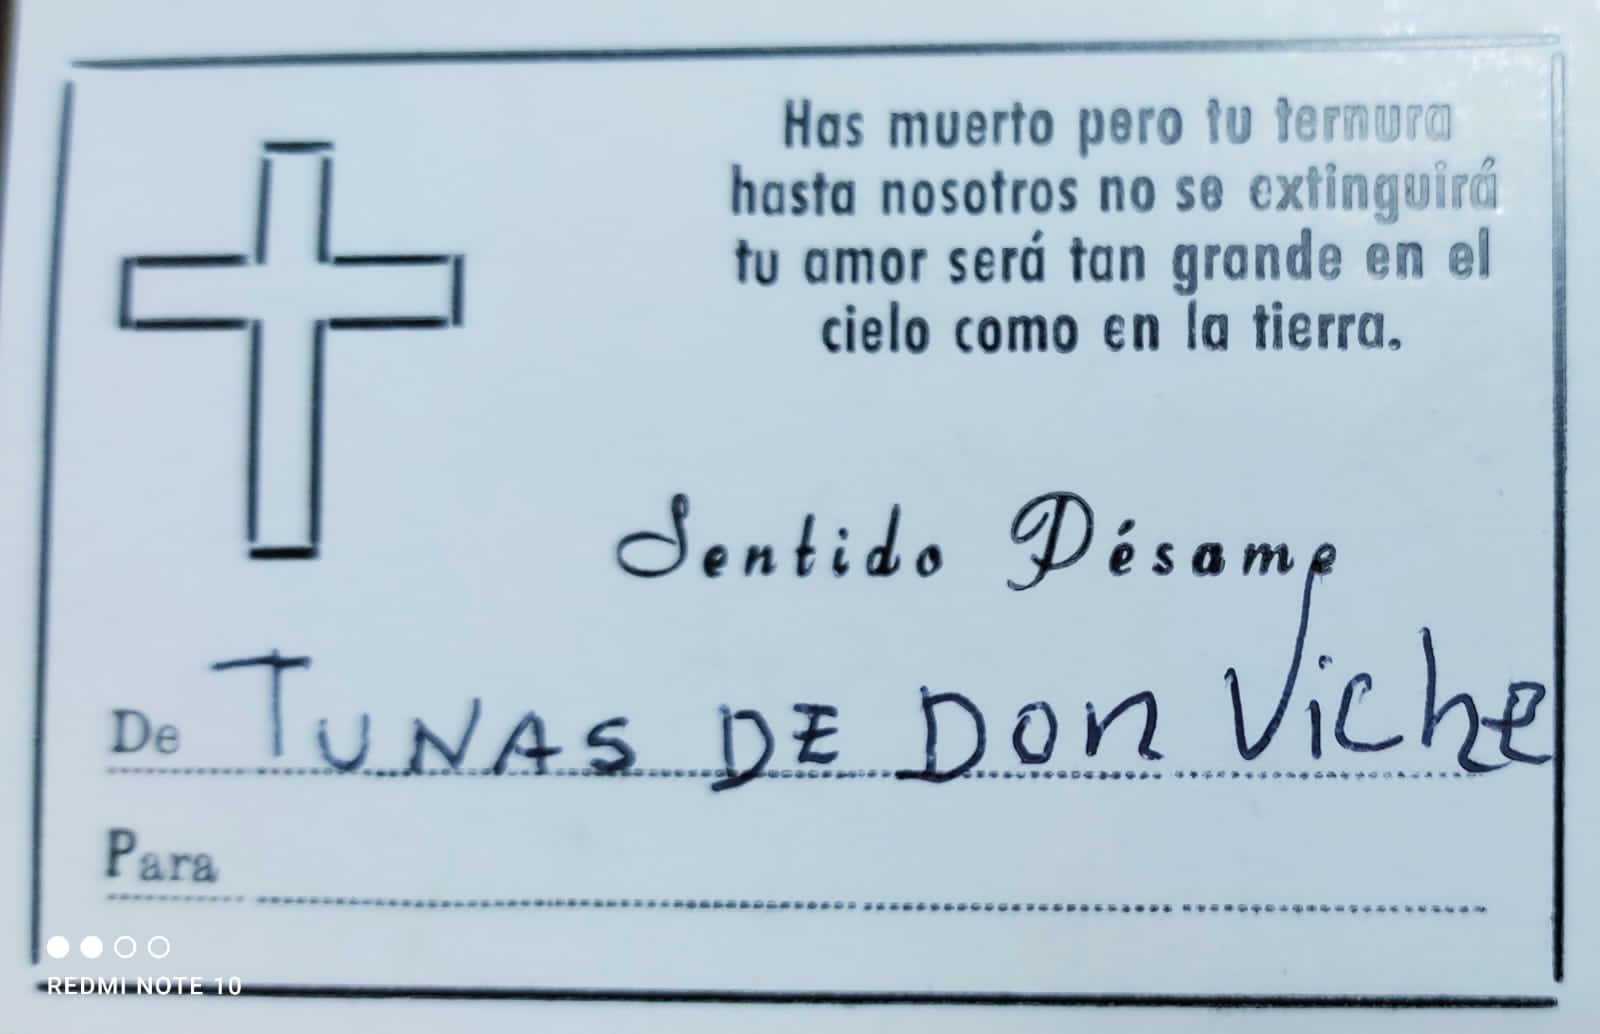 Has muerto pero tu ternura
hasta nosotros no se extinguirá
tu amor será tan grande en el
cielo como en la tierra.
Sentido Désame
De TUNAS DE DON Viche
Para
REDMI NOTE 10